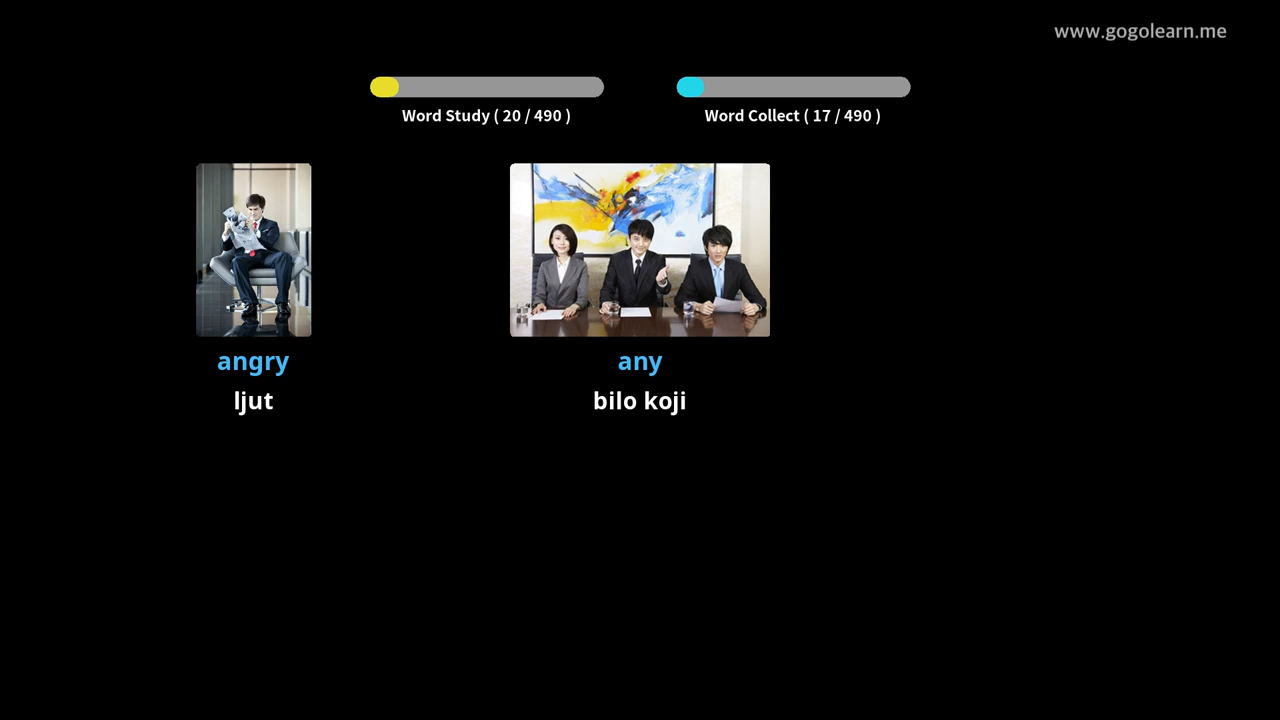 www.gogolearn.me
Word Study ( 20 / 490 )
Word Collect ( 17 / 490 )
angry
any
ljut
bilo koji